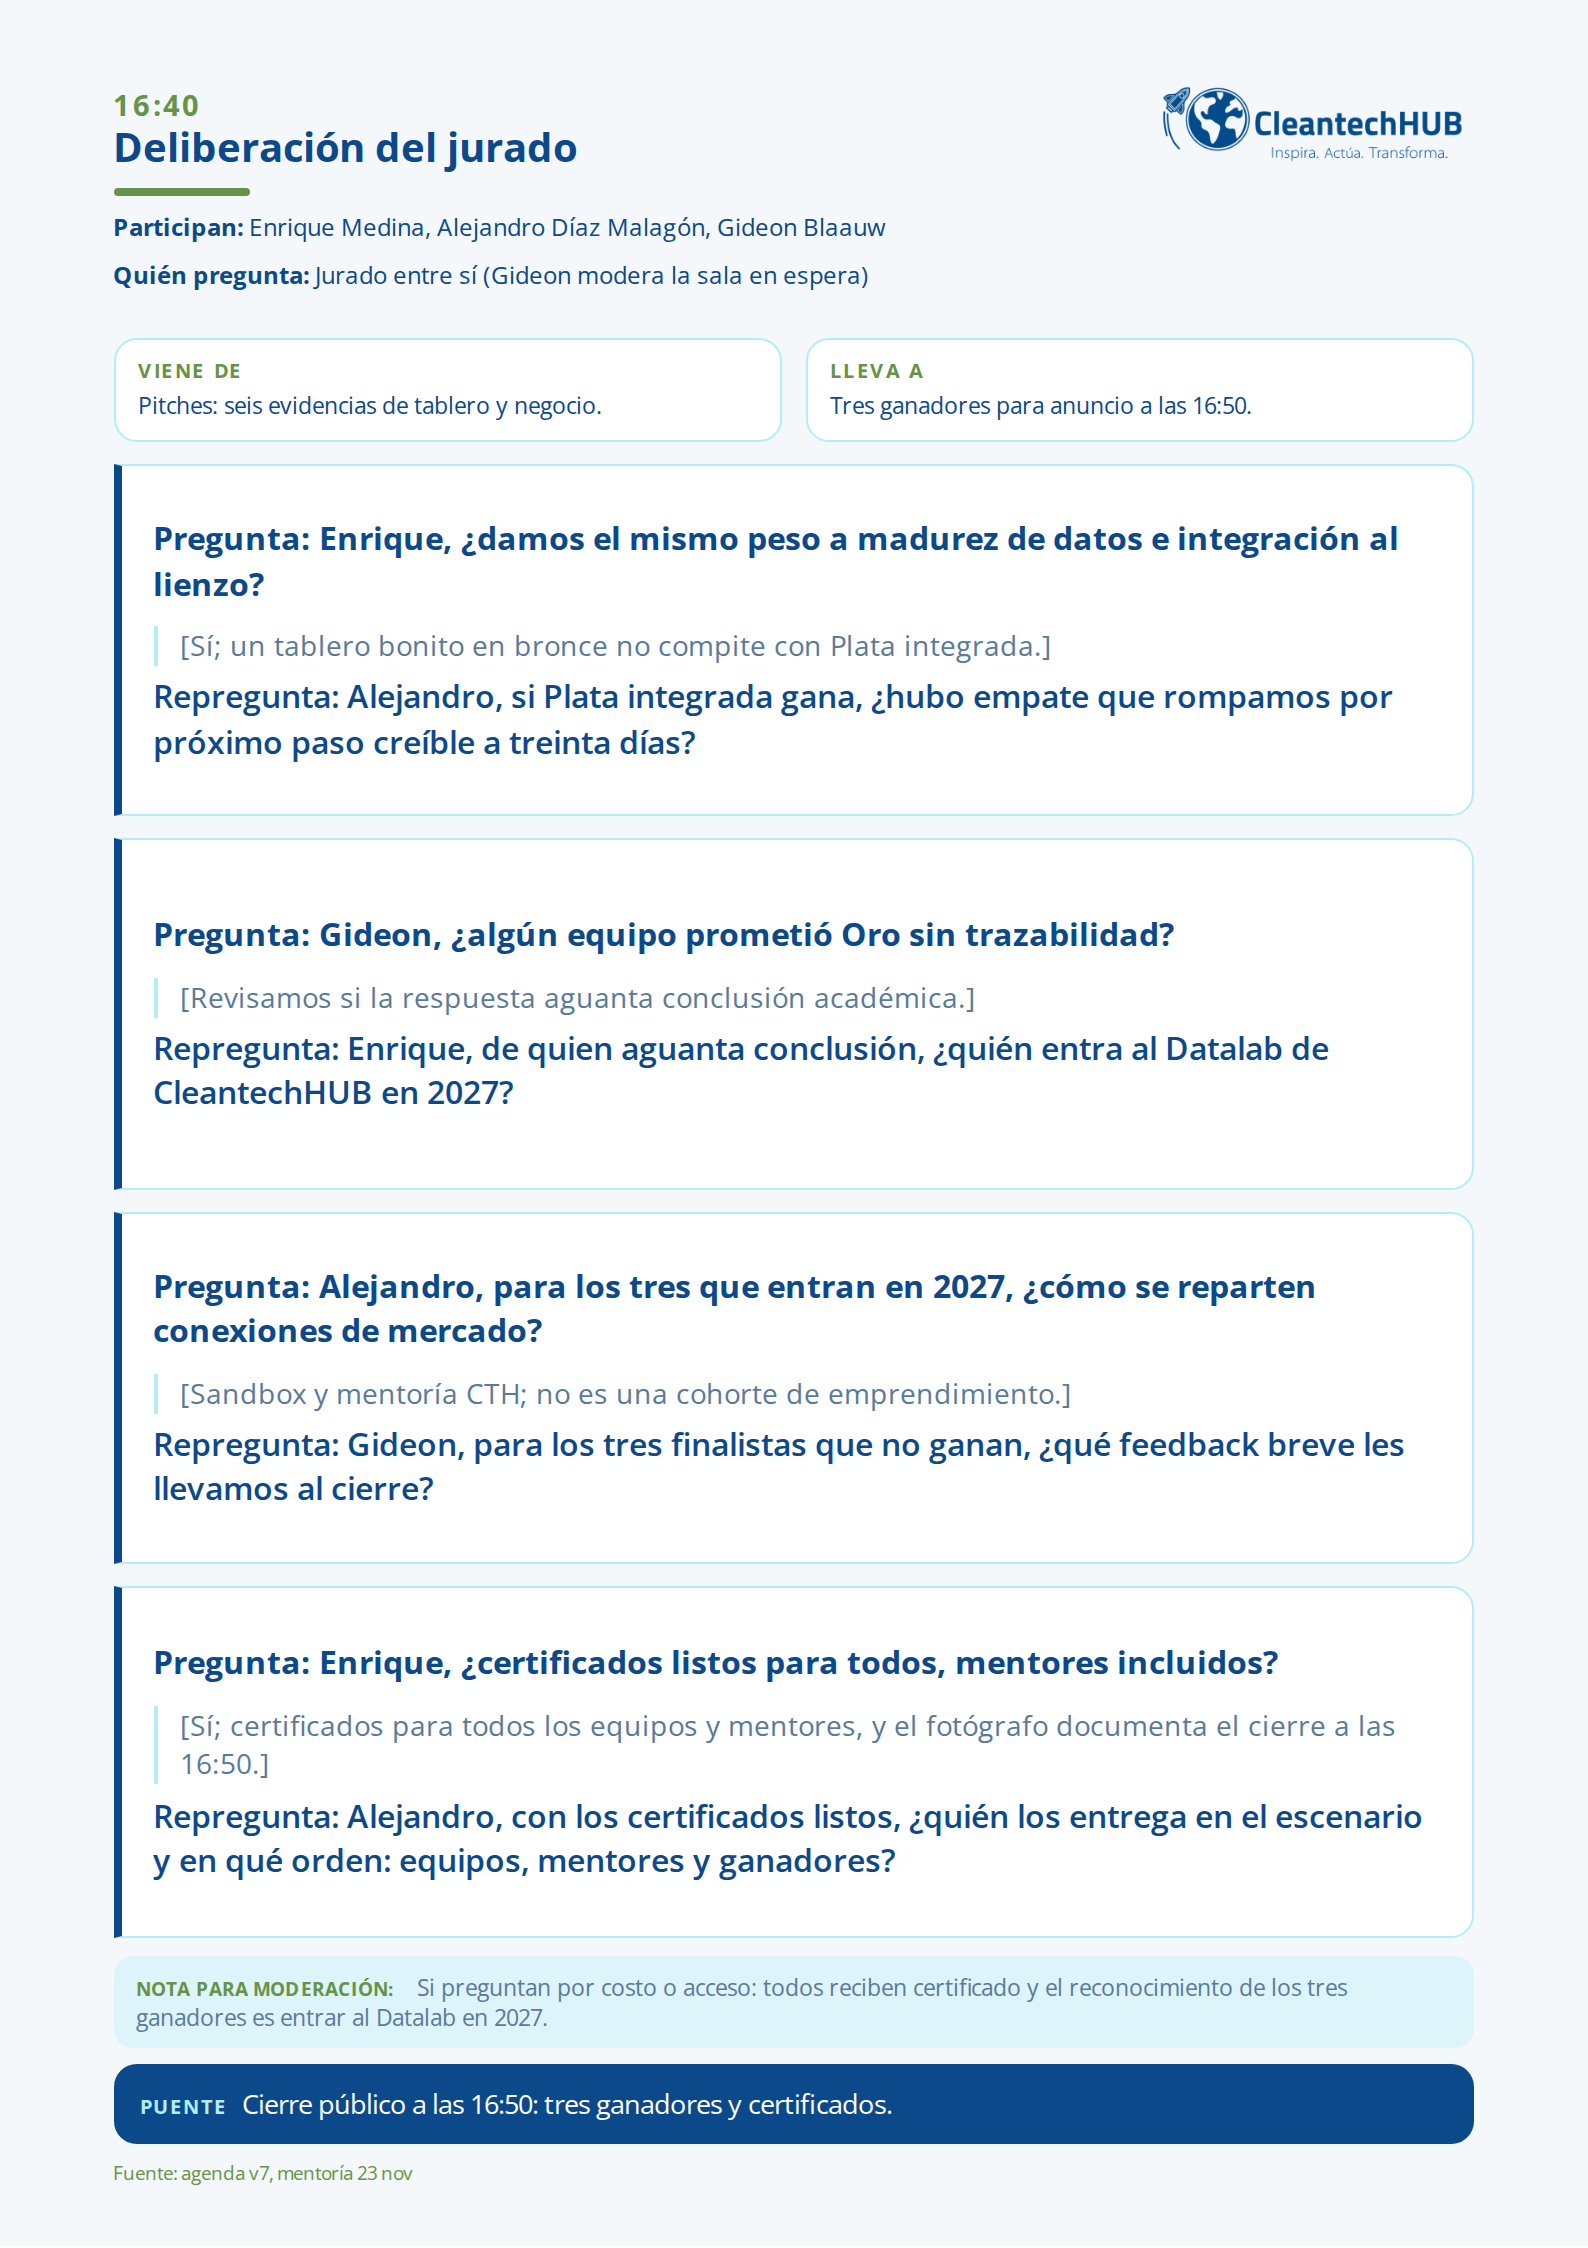 16:40
Deliberación del jurado
CleantechHUB
Inspira. Actúa. Transforma.
Participan: Enrique Medina, Alejandro Díaz Malagón, Gideon Blaauw
Quién pregunta: Jurado entre sí (Gideon modera la sala en espera)
VIENE DE
Pitches: seis evidencias de tablero y negocio.
LLEVA A
Tres ganadores para anuncio a las 16:50.
Pregunta: Enrique, ¿damos el mismo peso a madurez de datos e integración al
lienzo?
[Sí; un tablero bonito en bronce no compite con Plata integrada.]
Repregunta: Alejandro, si Plata integrada gana, ¿hubo empate que rompamos por
próximo paso creíble a treinta días?
Pregunta: Gideon, ¿algún equipo prometió Oro sin trazabilidad?
[Revisamos si la respuesta aguanta conclusión académica.]
Repregunta: Enrique, de quien aguanta conclusión, ¿quién entra al Datalab de
CleantechHUB en 2027?
Pregunta: Alejandro, para los tres que entran en 2027, ¿cómo se reparten
conexiones de mercado?
[Sandbox y mentoría CTH; no es una cohorte de emprendimiento.]
Repregunta: Gideon, para los tres finalistas que no ganan, ¿qué feedback breve les
llevamos al cierre?
Pregunta: Enrique, ¿certificados listos para todos, mentores incluidos?
[Sí; certificados para todos los equipos y mentores, y el fotógrafo documenta el cierre a las
16:50.]
Repregunta: Alejandro, con los certificados listos, ¿quién los entrega en el escenario
y en qué orden: equipos, mentores y ganadores?
NOTA PARA MODERACIÓN: Si preguntan por costo o acceso: todos reciben certificado y el reconocimiento de los tres
ganadores es entrar al Datalab en 2027.
PUENTE Cierre público a las 16:50: tres ganadores y certificados.
Fuente: agenda v7, mentoría 23 nov